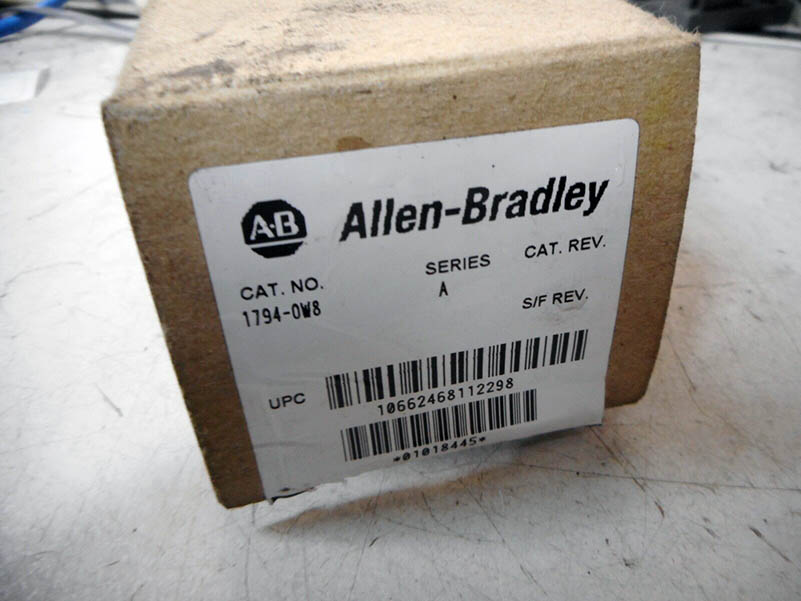 A-B Allen-Bradley
CAT. NO. SERIES CAT. REV.
1794-OW8 A S/F REV.
UPC
10662468112298
*01018445*